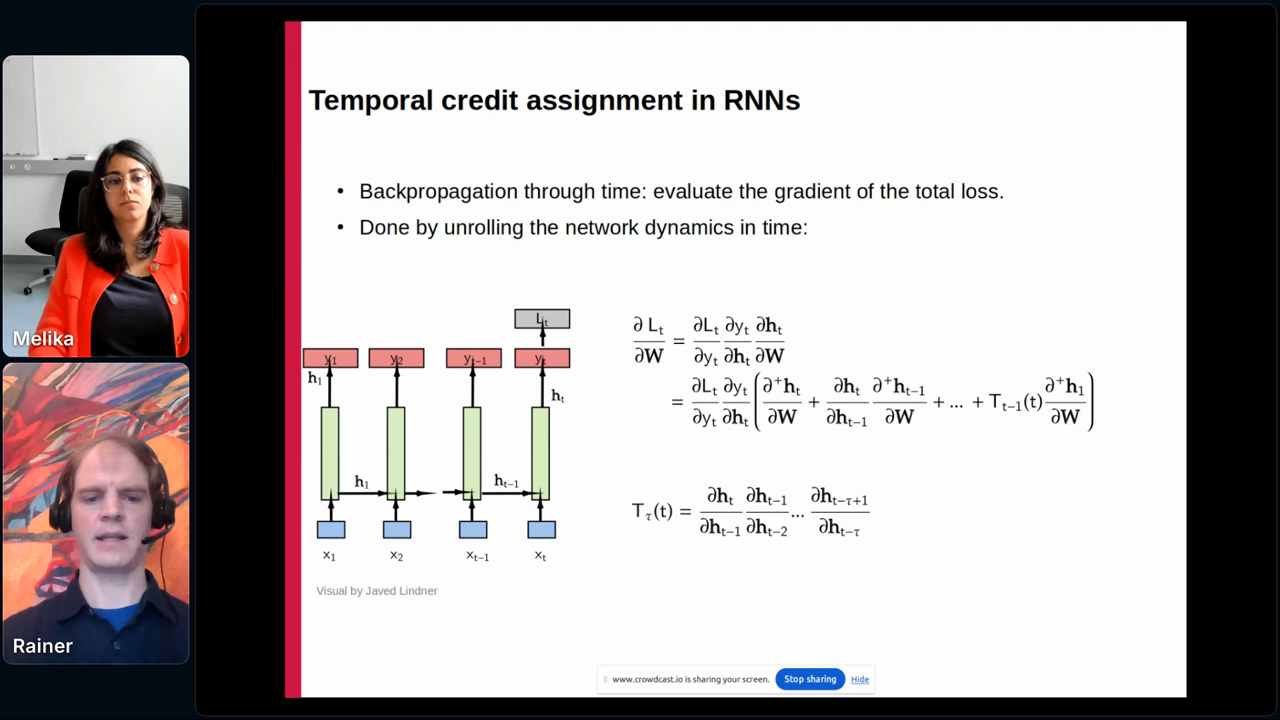 Temporal credit assignment in RNNs
• Backpropagation through time: evaluate the gradient of the total loss.
• Done by unrolling the network dynamics in time:
Lₜ
y₁ y₂ yₜ₋₁ yₜ
h₁ hₜ
h₁ hₜ₋₁
x₁ x₂ xₜ₋₁ xₜ
∂Lₜ/∂W = ∂Lₜ/∂yₜ ∂yₜ/∂hₜ ∂hₜ/∂W
= ∂Lₜ/∂yₜ ∂yₜ/∂hₜ (∂⁺hₜ/∂W + ∂hₜ/∂hₜ₋₁ ∂⁺hₜ₋₁/∂W + ... + Tₜ₋₁(t) ∂⁺h₁/∂W)
T_τ(t) = ∂hₜ/∂hₜ₋₁ ∂hₜ₋₁/∂hₜ₋₂ ... ∂h_{t−τ+1}/∂h_{t−τ}
Visual by Javed Lindner
www.crowdcast.io is sharing your screen. Stop sharing Hide
Melika
Rainer